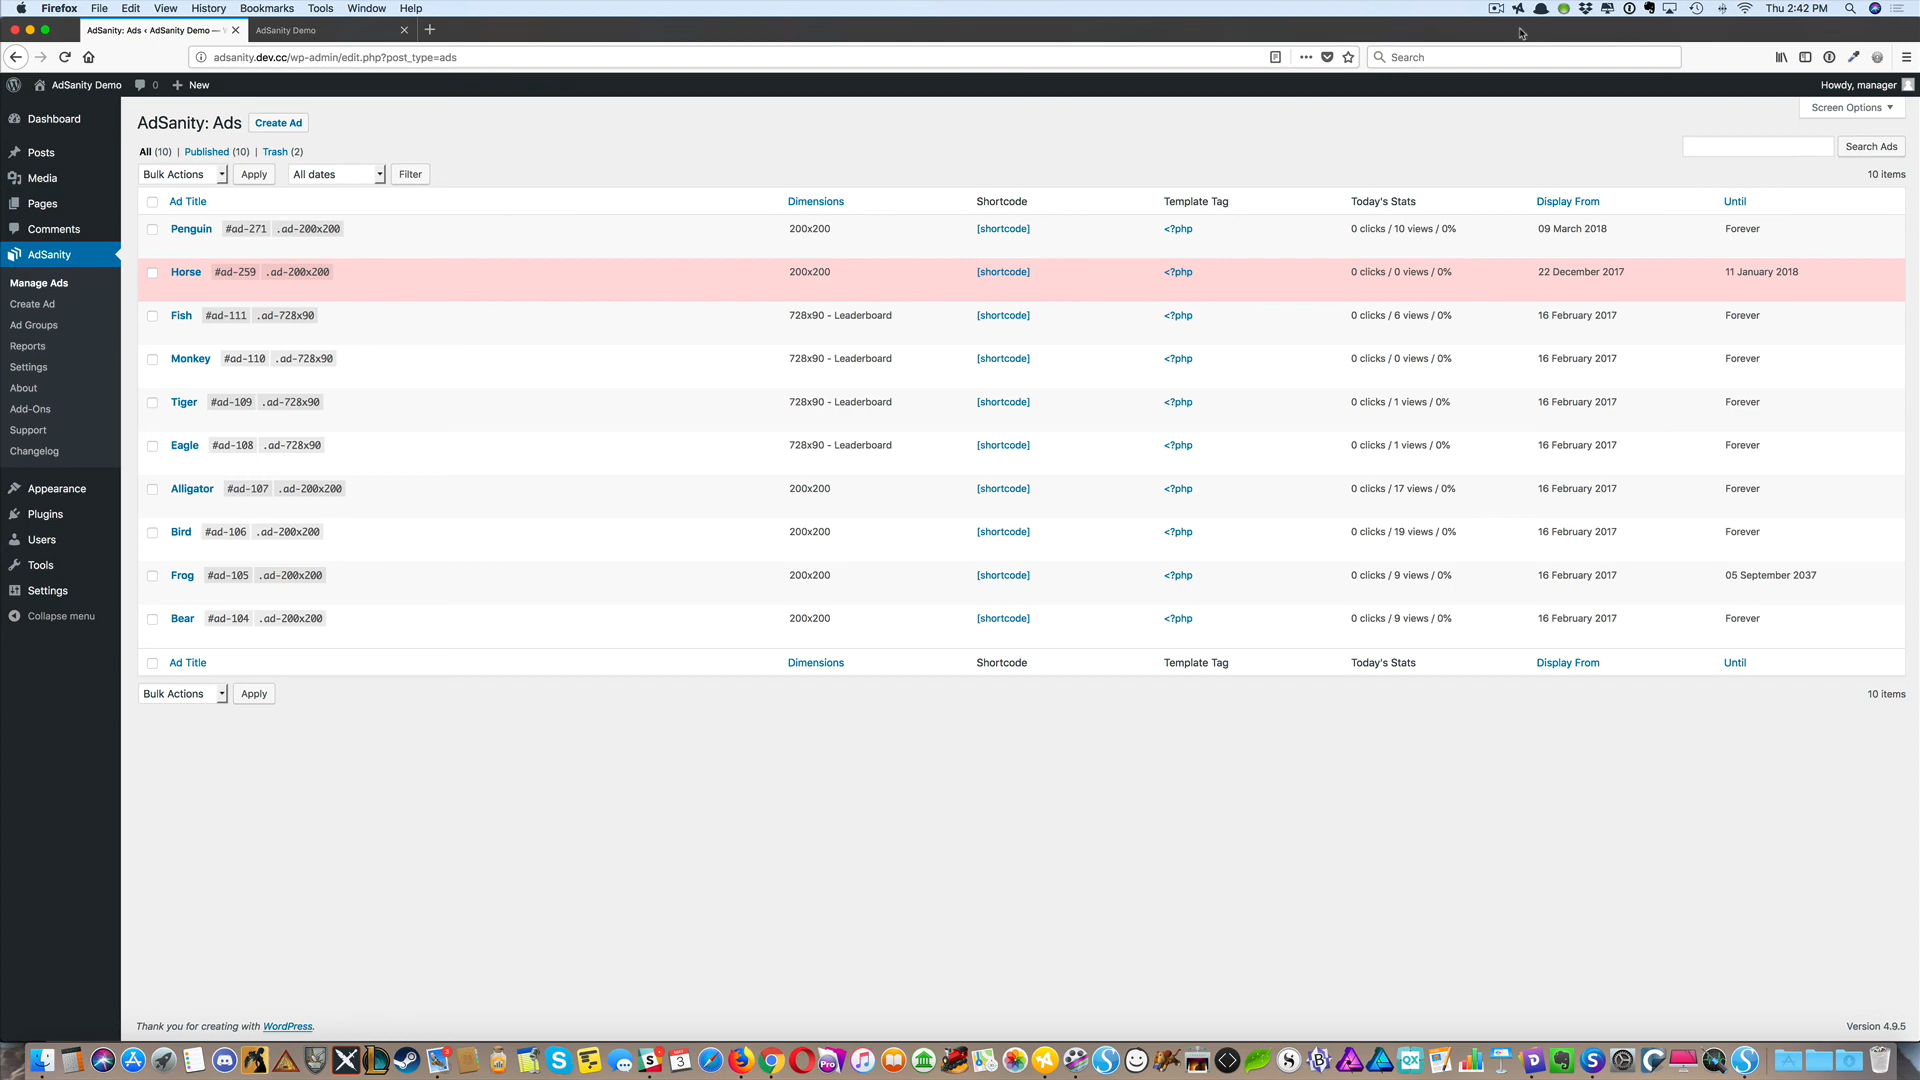 Firefox File Edit View History Bookmarks Tools Window Help Thu 2:42 PM
AdSanity: Ads ‹ AdSanity Demo — AdSanity Demo
adsanity.dev.cc/wp-admin/edit.php?post_type=ads Search
AdSanity Demo 0 New Howdy, manager
Dashboard
Posts
Media
Pages
Comments
AdSanity
Manage Ads
Create Ad
Ad Groups
Reports
Settings
About
Add-Ons
Support
Changelog
Appearance
Plugins
Users
Tools
Settings
Collapse menu
Screen Options
AdSanity: Ads Create Ad
All (10) | Published (10) | Trash (2)
Search Ads
Bulk Actions Apply All dates Filter 10 items
Ad Title Dimensions Shortcode Template Tag Today's Stats Display From Until
Penguin #ad-271 .ad-200x200 200x200 [shortcode] <?php 0 clicks / 10 views / 0% 09 March 2018 Forever
Horse #ad-259 .ad-200x200 200x200 [shortcode] <?php 0 clicks / 0 views / 0% 22 December 2017 11 January 2018
Fish #ad-111 .ad-728x90 728x90 - Leaderboard [shortcode] <?php 0 clicks / 6 views / 0% 16 February 2017 Forever
Monkey #ad-110 .ad-728x90 728x90 - Leaderboard [shortcode] <?php 0 clicks / 0 views / 0% 16 February 2017 Forever
Tiger #ad-109 .ad-728x90 728x90 - Leaderboard [shortcode] <?php 0 clicks / 1 views / 0% 16 February 2017 Forever
Eagle #ad-108 .ad-728x90 728x90 - Leaderboard [shortcode] <?php 0 clicks / 1 views / 0% 16 February 2017 Forever
Alligator #ad-107 .ad-200x200 200x200 [shortcode] <?php 0 clicks / 17 views / 0% 16 February 2017 Forever
Bird #ad-106 .ad-200x200 200x200 [shortcode] <?php 0 clicks / 19 views / 0% 16 February 2017 Forever
Frog #ad-105 .ad-200x200 200x200 [shortcode] <?php 0 clicks / 9 views / 0% 16 February 2017 05 September 2037
Bear #ad-104 .ad-200x200 200x200 [shortcode] <?php 0 clicks / 9 views / 0% 16 February 2017 Forever
Ad Title Dimensions Shortcode Template Tag Today's Stats Display From Until
Bulk Actions Apply 10 items
Thank you for creating with WordPress. Version 4.9.5